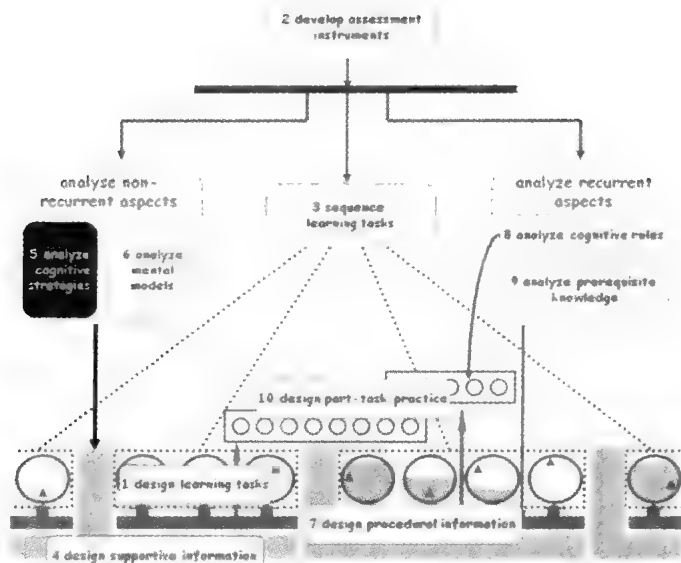 2 develop assessment
instruments
analyse non-
recurrent aspects
3 sequence
learning tasks
analyze recurrent
aspects
5 analyze
cognitive
strategies
6 analyze
mental
models
8 analyze cognitive rules
9 analyze prerequisite
knowledge
10 design part-task practice
1 design learning tasks
7 design procedural information
4 design supportive information